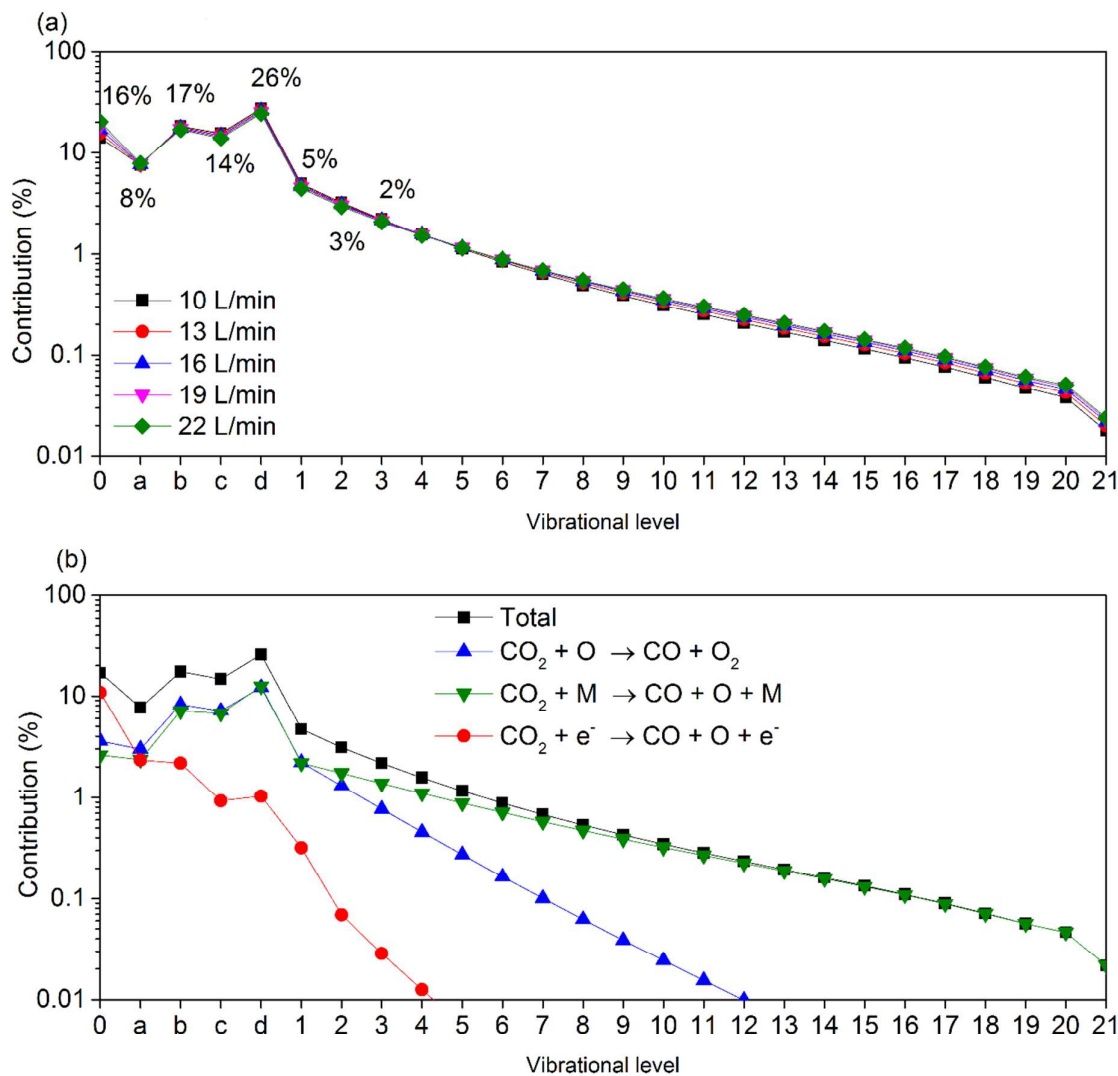 (a)
100
10
1
0.1
0.01
Contribution (%)
16%
8%
17%
14%
26%
5%
3%
2%
10 L/min
13 L/min
16 L/min
19 L/min
22 L/min
0 a b c d 1 2 3 4 5 6 7 8 9 10 11 12 13 14 15 16 17 18 19 20 21
Vibrational level
(b)
100
10
1
0.1
0.01
Contribution (%)
Total
CO₂ + O → CO + O₂
CO₂ + M → CO + O + M
CO₂ + e⁻ → CO + O + e⁻
0 a b c d 1 2 3 4 5 6 7 8 9 10 11 12 13 14 15 16 17 18 19 20 21
Vibrational level